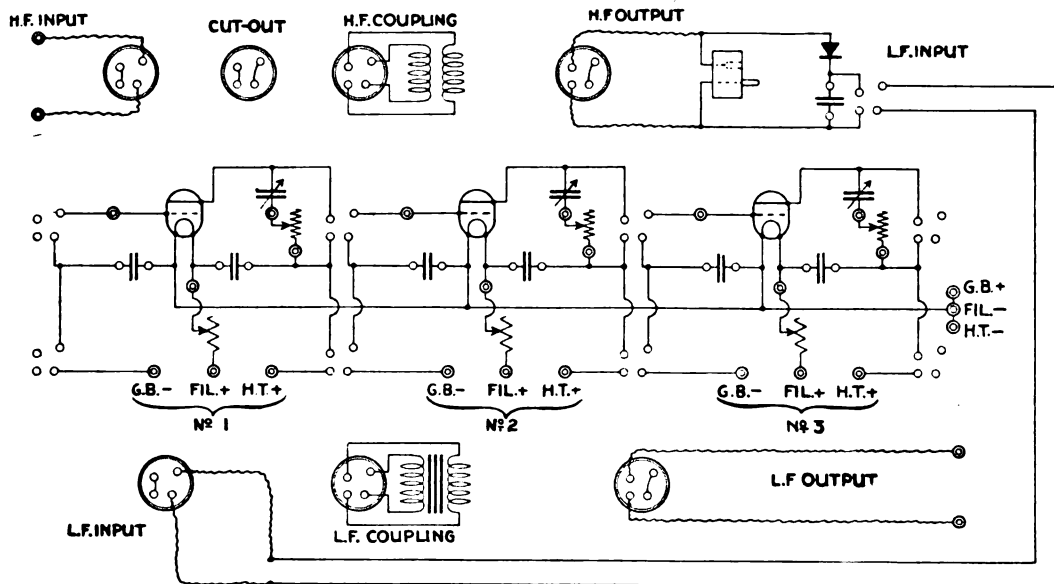 H.F. INPUT
CUT-OUT
H.F. COUPLING
H.F OUTPUT
L.F. INPUT
G.B.+
FIL.-
H.T.-
G.B.- FIL.+ H.T.+
Nº 1
G.B.- FIL.+ H.T.+
Nº 2
G.B.- FIL.+ H.T.+
Nº 3
L.F. INPUT
L.F. COUPLING
L.F OUTPUT